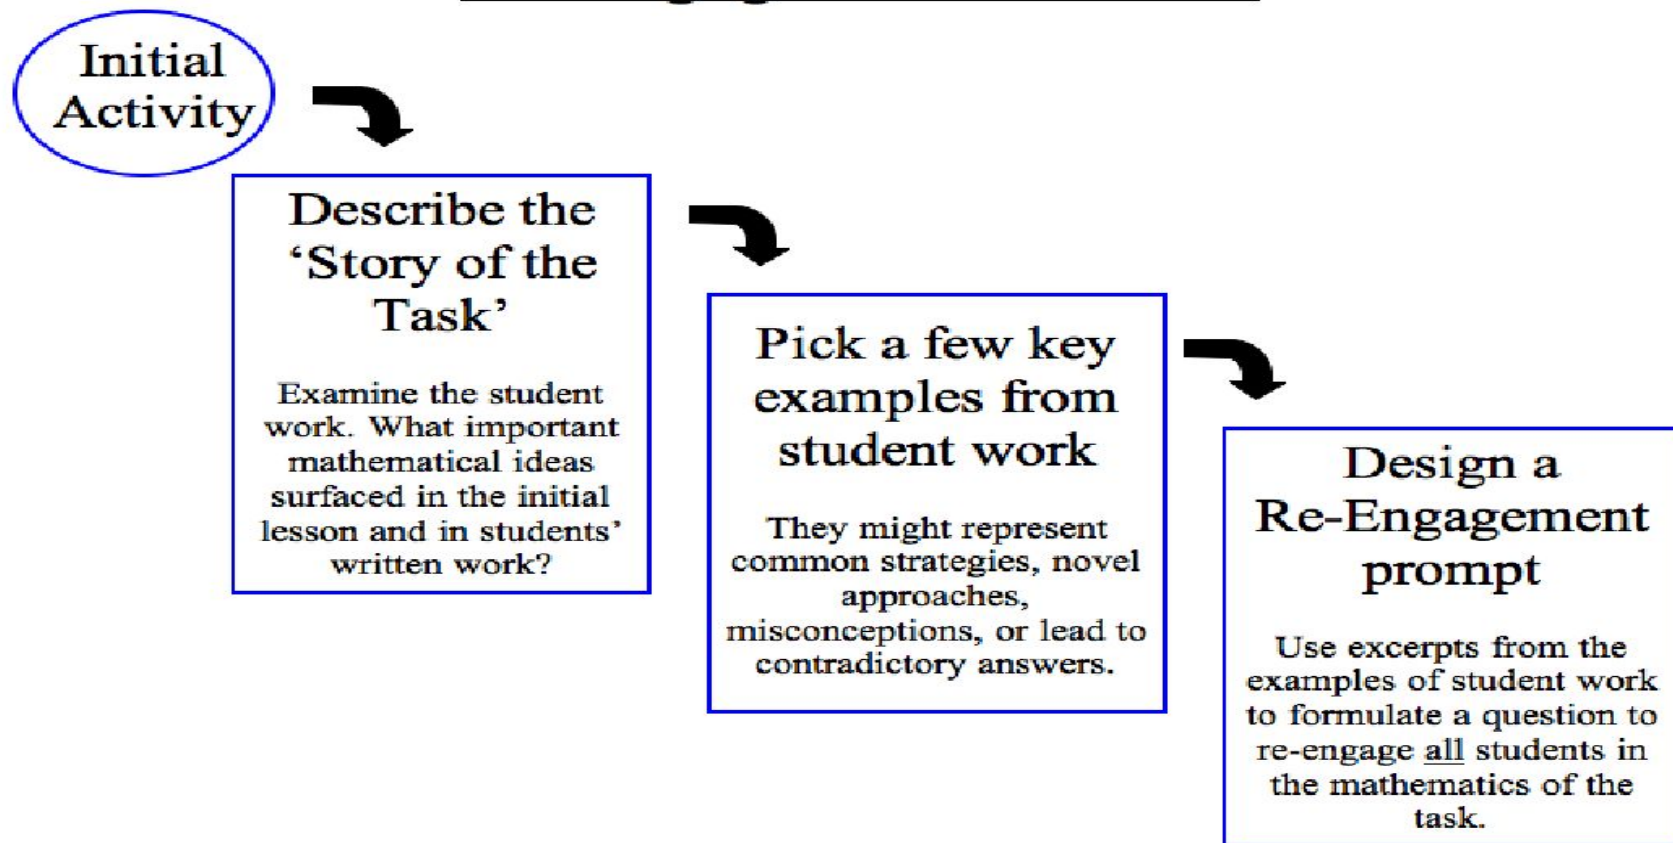 Initial
Activity
Describe the
‘Story of the
Task’
Examine the student
work. What important
mathematical ideas
surfaced in the initial
lesson and in students’
written work?
Pick a few key
examples from
student work
They might represent
common strategies, novel
approaches,
misconceptions, or lead to
contradictory answers.
Design a
Re-Engagement
prompt
Use excerpts from the
examples of student work
to formulate a question to
re-engage all students in
the mathematics of the
task.